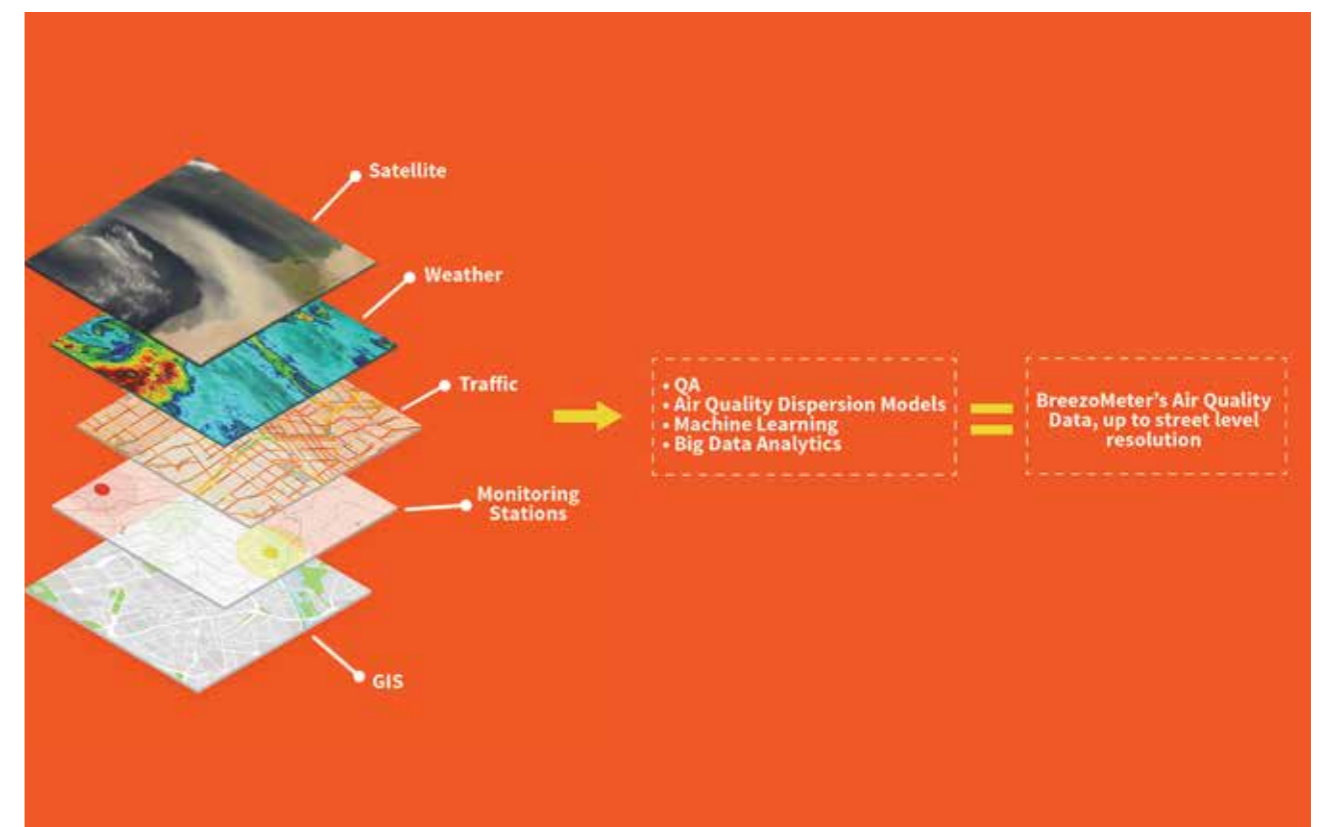 Satellite
Weather
Traffic
Monitoring
Stations
GIS
• QA
• Air Quality Dispersion Models
• Machine Learning
• Big Data Analytics
BreezoMeter's Air Quality
Data, up to street level
resolution